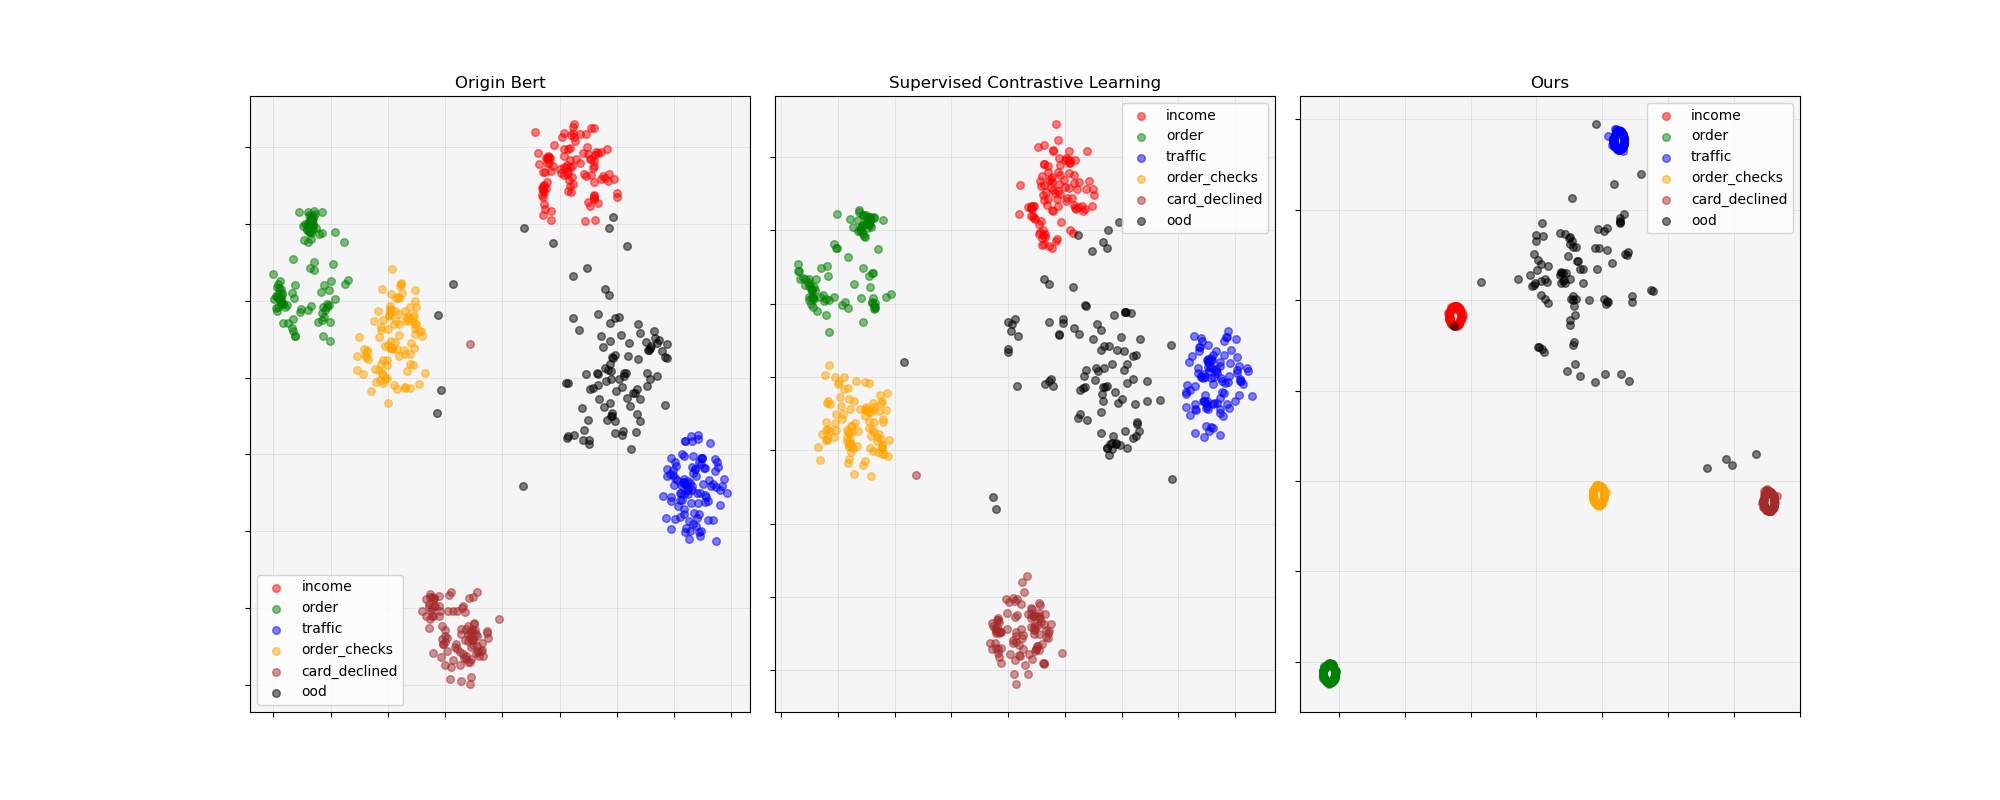 Origin Bert
income
order
traffic
order_checks
card_declined
ood
Supervised Contrastive Learning
income
order
traffic
order_checks
card_declined
ood
Ours
income
order
traffic
order_checks
card_declined
ood